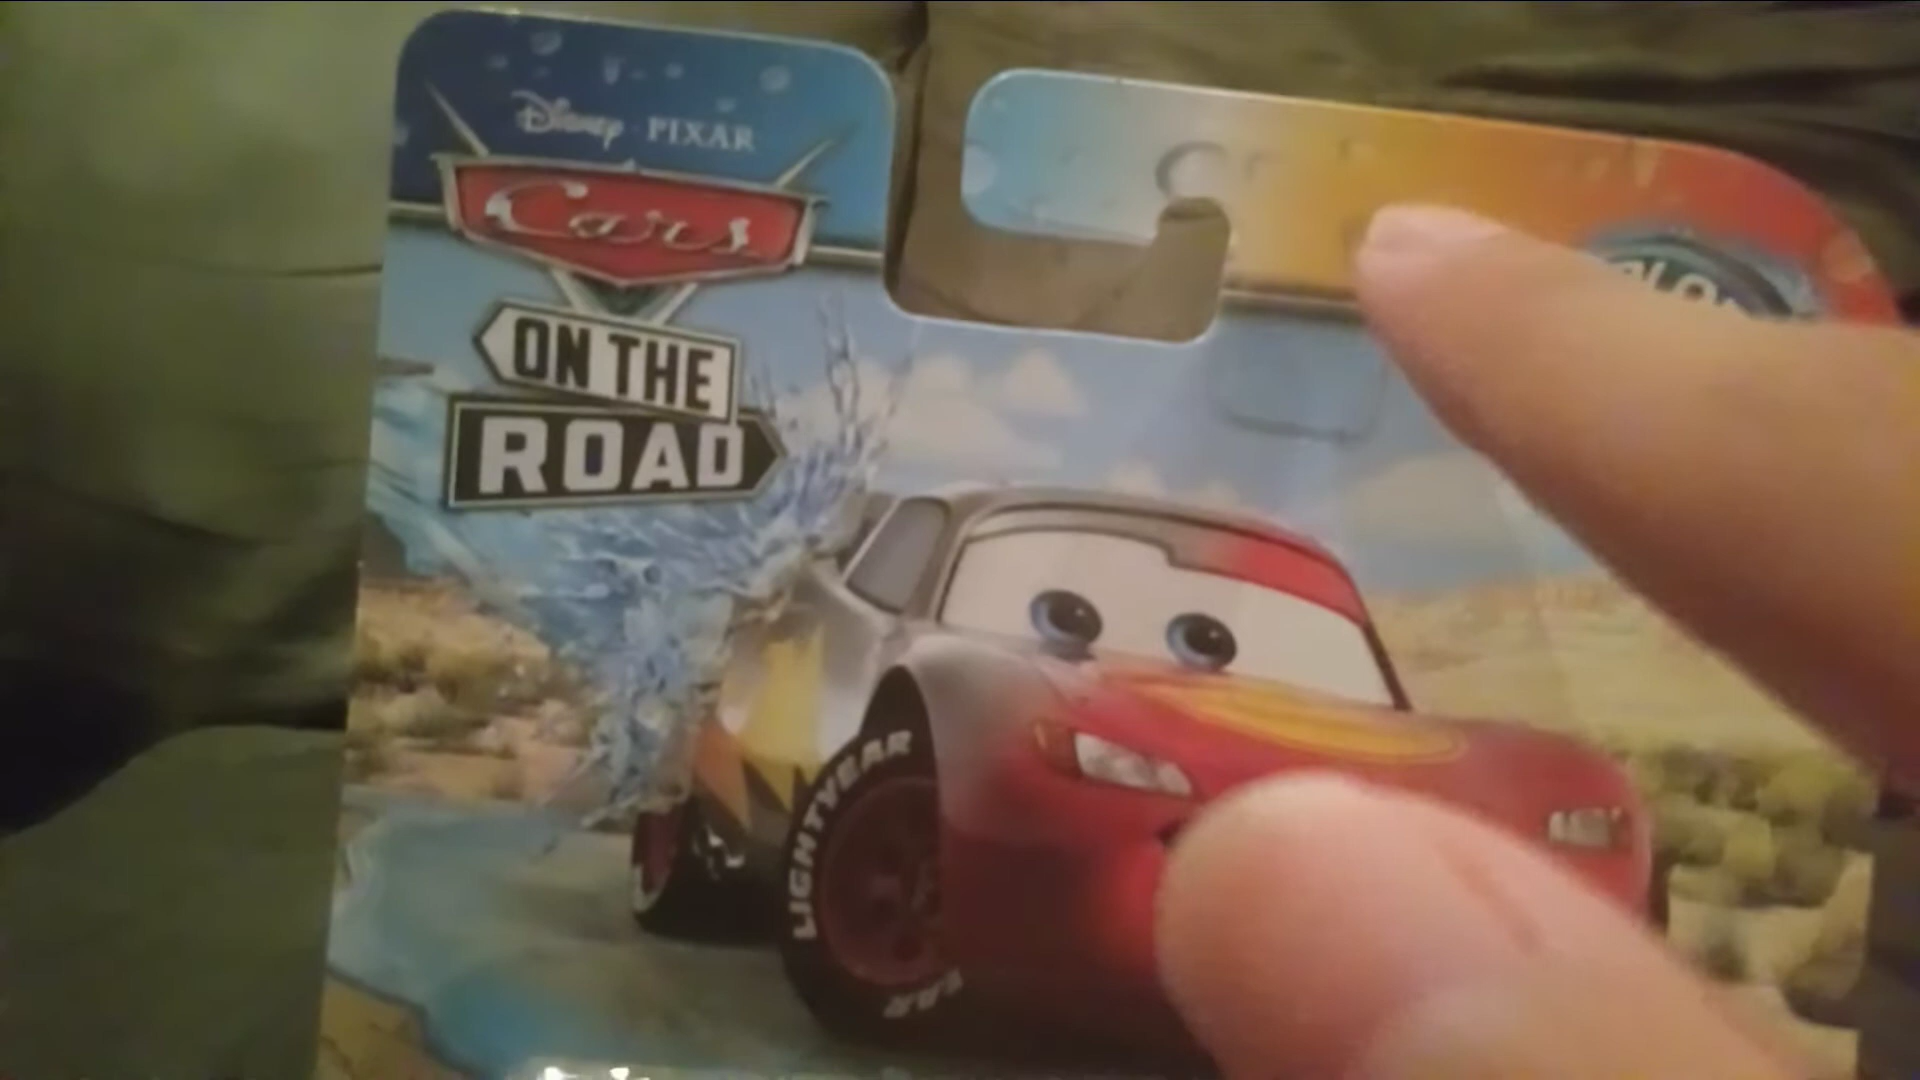 Disney PIXAR
Cars
ON THE
ROAD
LIGHTYEAR